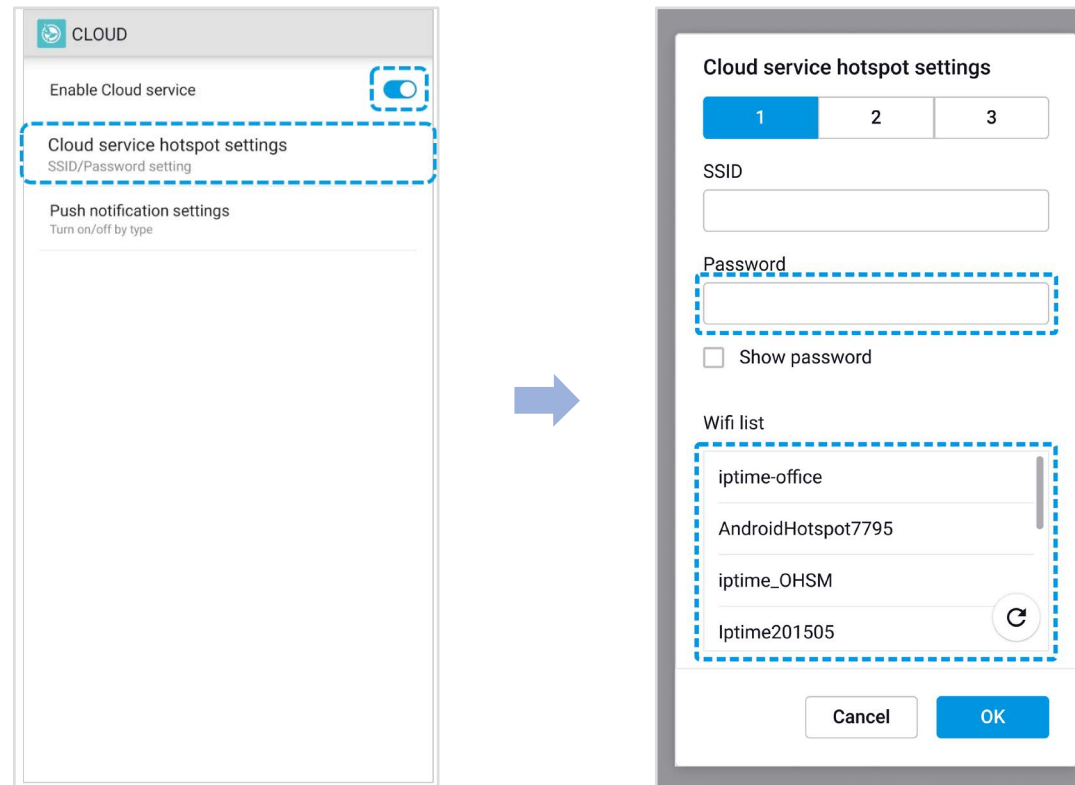 CLOUD
Enable Cloud service
Cloud service hotspot settings
SSID/Password setting
Push notification settings
Turn on/off by type
Cloud service hotspot settings
1 2 3
SSID
Password
Show password
Wifi list
iptime-office
AndroidHotspot7795
iptime_OHSM
Iptime201505
Cancel OK